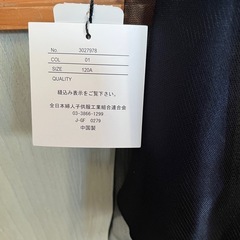 No. 3027978
COL 01
SIZE 120A
QUALITY
積込み表示をご覧下さい。
全日本婦人子供服工業組合連合会
03-3866-1299
J-GF 0279
中国製